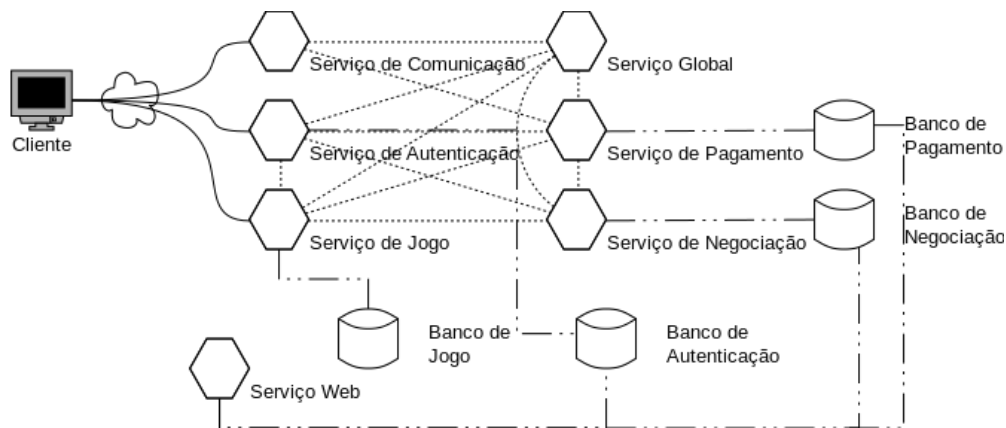 Serviço de Comunicação
Serviço Global
Cliente
Serviço de Autenticação
Serviço de Pagamento
Banco de
Pagamento
Serviço de Jogo
Serviço de Negociação
Banco de
Negociação
Banco de
Jogo
Banco de
Autenticação
Serviço Web